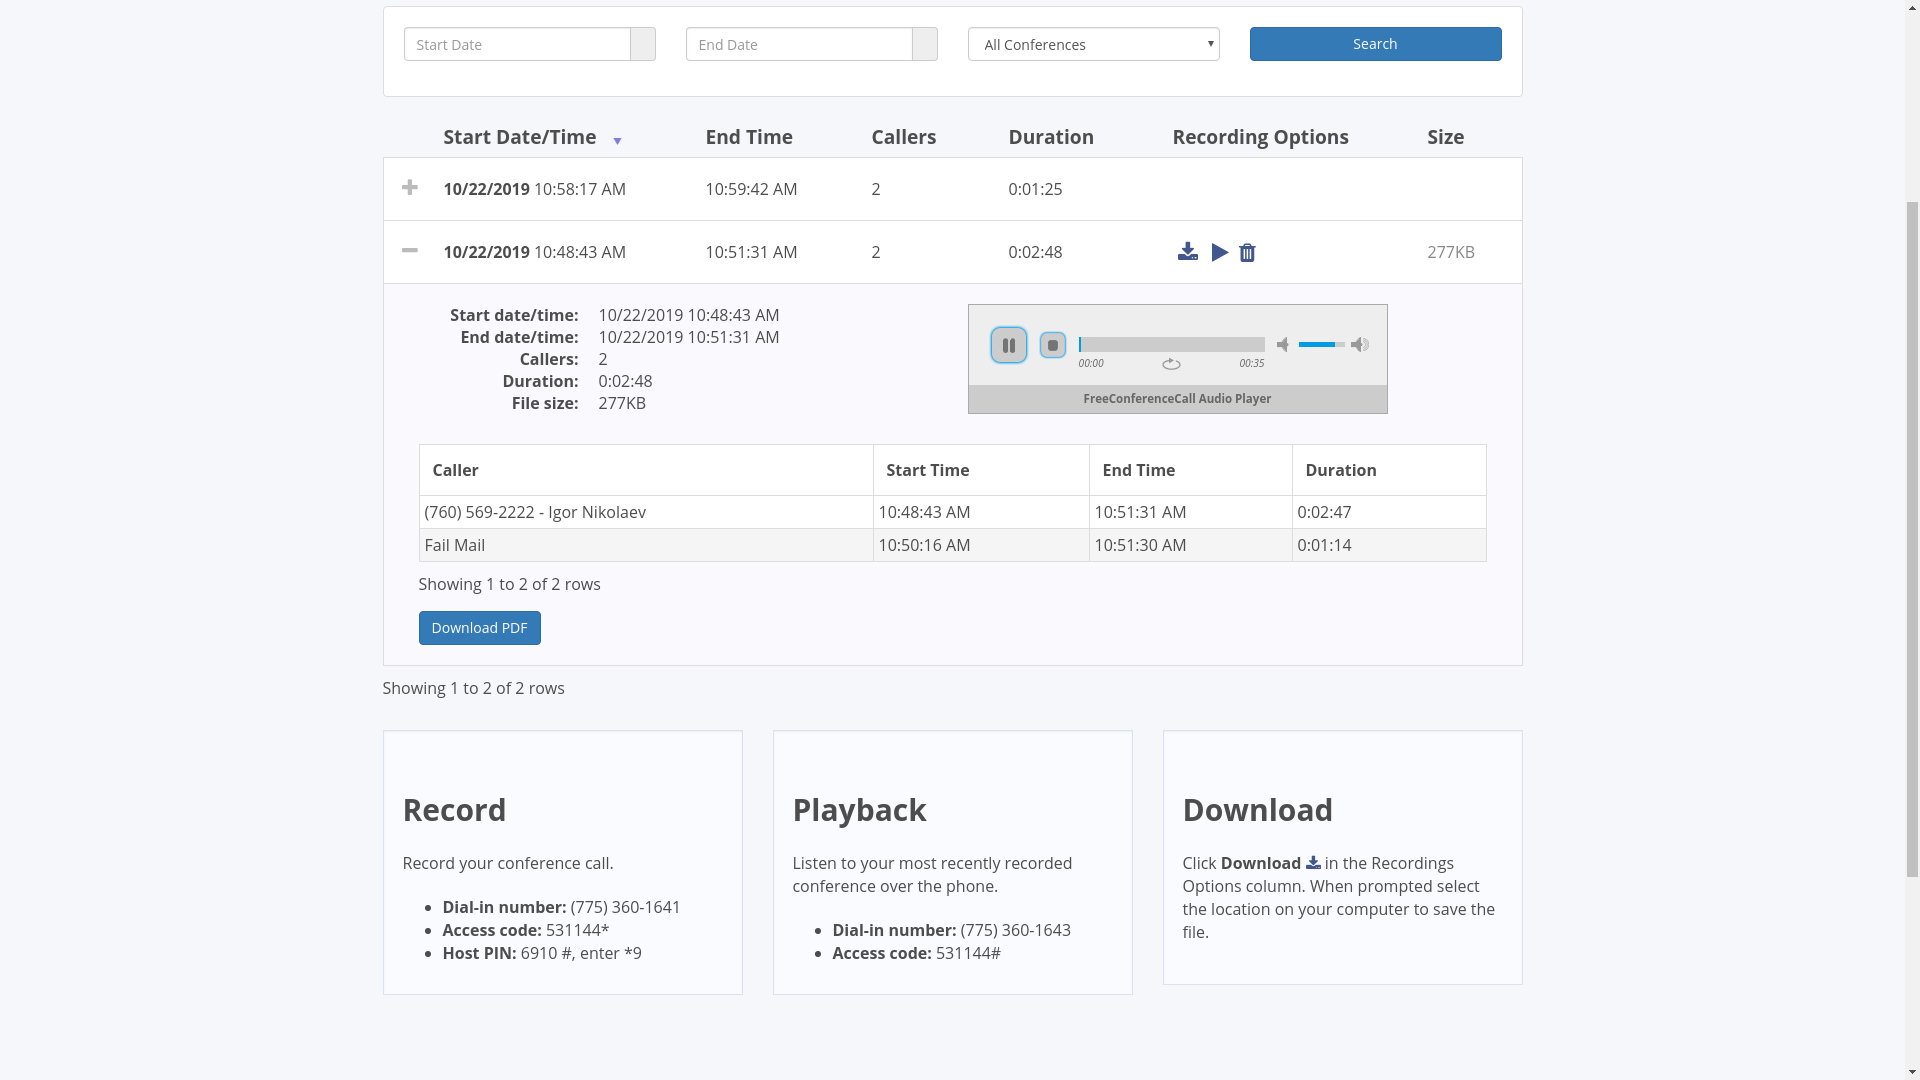 Start Date
End Date
All Conferences
Search
Start Date/Time End Time Callers Duration Recording Options Size
10/22/2019 10:58:17 AM 10:59:42 AM 2 0:01:25
10/22/2019 10:48:43 AM 10:51:31 AM 2 0:02:48 277KB
Start date/time: 10/22/2019 10:48:43 AM
End date/time: 10/22/2019 10:51:31 AM
Callers: 2
Duration: 0:02:48
File size: 277KB
00:00 00:35
FreeConferenceCall Audio Player
Caller Start Time End Time Duration
(760) 569-2222 - Igor Nikolaev 10:48:43 AM 10:51:31 AM 0:02:47
Fail Mail 10:50:16 AM 10:51:30 AM 0:01:14
Showing 1 to 2 of 2 rows
Download PDF
Showing 1 to 2 of 2 rows
Record
Record your conference call.
Dial-in number: (775) 360-1641
Access code: 531144*
Host PIN: 6910 #, enter *9
Playback
Listen to your most recently recorded
conference over the phone.
Dial-in number: (775) 360-1643
Access code: 531144#
Download
Click Download in the Recordings
Options column. When prompted select
the location on your computer to save the
file.